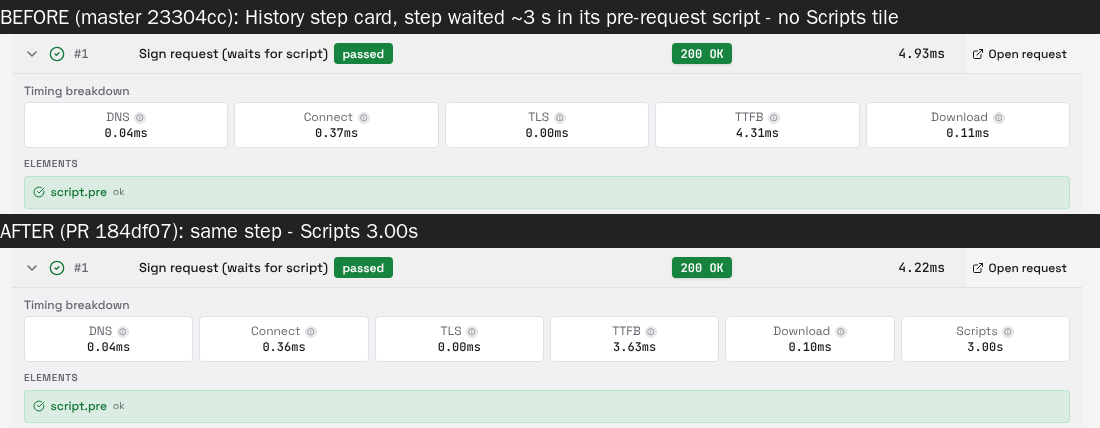 BEFORE (master 23304cc): History step card, step waited ~3 s in its pre-request script - no Scripts tile
#1 Sign request (waits for script) passed 200 OK 4.93ms Open request
Timing breakdown
DNS Connect TLS TTFB Download
0.04ms 0.37ms 0.00ms 4.31ms 0.11ms
ELEMENTS
script.pre ok
AFTER (PR 184df07): same step - Scripts 3.00s
#1 Sign request (waits for script) passed 200 OK 4.22ms Open request
Timing breakdown
DNS Connect TLS TTFB Download Scripts
0.04ms 0.36ms 0.00ms 3.63ms 0.10ms 3.00s
ELEMENTS
script.pre ok